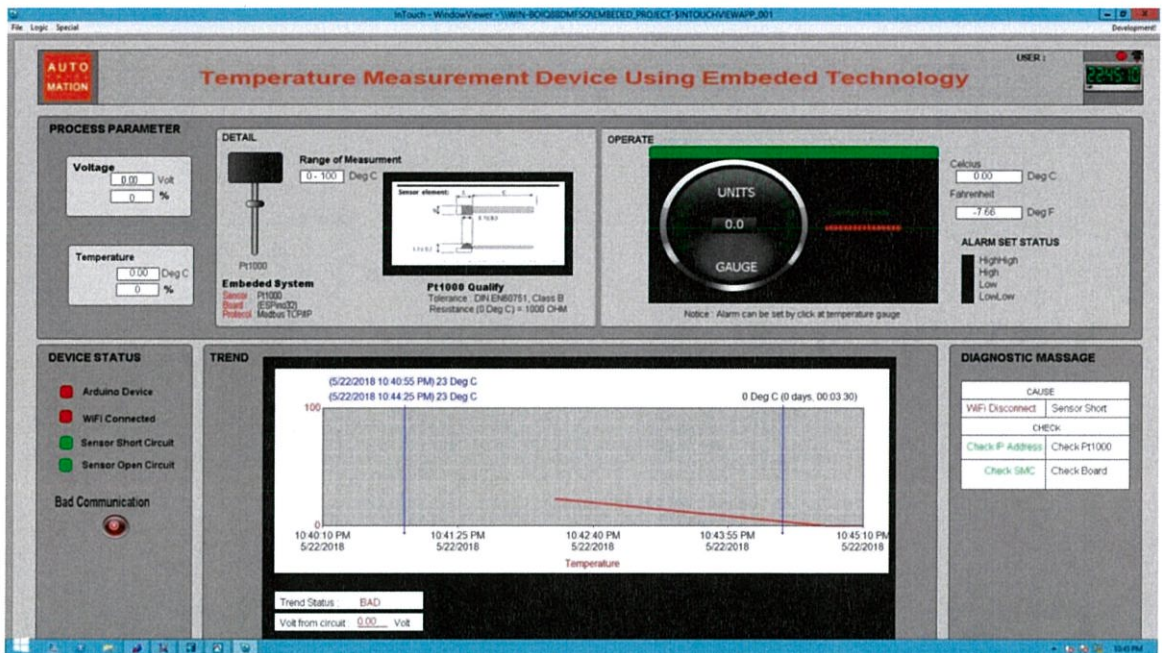 InTouch - WindowViewer - \\WIN-BOIQ88DMFSO\EMBEDED_PROJECT-$INTOUCHVIEWAPP_001
File Logic Special
Development!
AUTO
MATION
Temperature Measurement Device Using Embeded Technology
USER :
22:45:10
PROCESS PARAMETER
Voltage
0.00 Volt
0 %
Temperature
0.00 Deg C
0 %
DETAIL
Range of Measurment
0 - 100 Deg C
Pt1000
Sensor element:
Embeded System
Sensor : Pt1000
Board : (ESPino32)
Protocol : Modbus TCP/IP
Pt1000 Qualify
Tolerance : DIN EN60751, Class B
Resistance (0 Deg C) = 1000 OHM
OPERATE
UNITS
0.0
GAUGE
Celcius
0.00 Deg C
Fahrenheit
-7.66 Deg F
ALARM SET STATUS
HighHigh
High
Low
LowLow
Notice : Alarm can be set by click at temperature gauge
DEVICE STATUS
Arduino Device
WiFi Connected
Sensor Short Circuit
Sensor Open Circuit
Bad Communication
TREND
(5/22/2018 10:40:55 PM) 23 Deg C
(5/22/2018 10:44:25 PM) 23 Deg C
0 Deg C (0 days, 00:03:30)
100
0
10:40:10 PM 10:41:25 PM 10:42:40 PM 10:43:55 PM 10:45:10 PM
5/22/2018 5/22/2018 5/22/2018 5/22/2018 5/22/2018
Temperature
Trend Status : BAD
Volt from circuit 0.00 Volt
DIAGNOSTIC MASSAGE
CAUSE
WiFi Disconnect Sensor Short
CHECK
Check IP Address Check Pt1000
Check SMC Check Board
10:45 PM